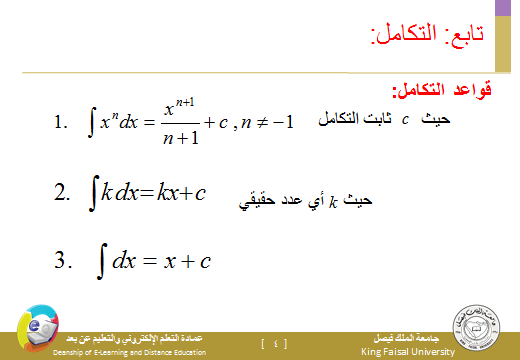 تابع: التكامل:
قواعد التكامل:
1. ∫ xⁿ dx = xⁿ⁺¹/(n+1) + c , n ≠ −1 حيث c ثابت التكامل
2. ∫ k dx = kx + c حيث k أي عدد حقيقي
3. ∫ dx = x + c
عمادة التعلم الإلكتروني والتعليم عن بعد
Deanship of E-Learning and Distance Education
[ ٤ ]
جامعة الملك فيصل
King Faisal University